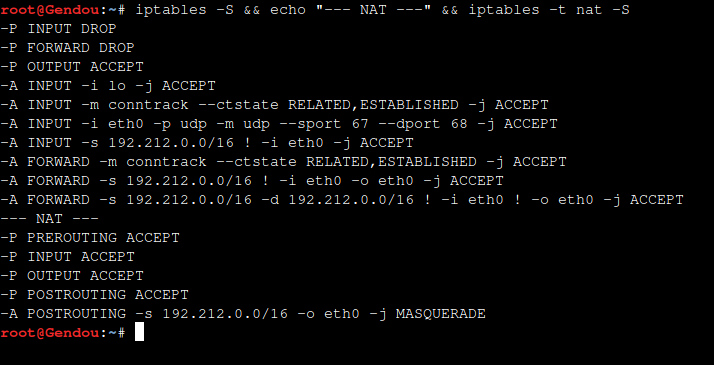 root@Gendou:~# iptables -S && echo "--- NAT ---" && iptables -t nat -S
-P INPUT DROP
-P FORWARD DROP
-P OUTPUT ACCEPT
-A INPUT -i lo -j ACCEPT
-A INPUT -m conntrack --ctstate RELATED,ESTABLISHED -j ACCEPT
-A INPUT -i eth0 -p udp -m udp --sport 67 --dport 68 -j ACCEPT
-A INPUT -s 192.212.0.0/16 ! -i eth0 -j ACCEPT
-A FORWARD -m conntrack --ctstate RELATED,ESTABLISHED -j ACCEPT
-A FORWARD -s 192.212.0.0/16 ! -i eth0 -o eth0 -j ACCEPT
-A FORWARD -s 192.212.0.0/16 -d 192.212.0.0/16 ! -i eth0 ! -o eth0 -j ACCEPT
--- NAT ---
-P PREROUTING ACCEPT
-P INPUT ACCEPT
-P OUTPUT ACCEPT
-P POSTROUTING ACCEPT
-A POSTROUTING -s 192.212.0.0/16 -o eth0 -j MASQUERADE
root@Gendou:~#